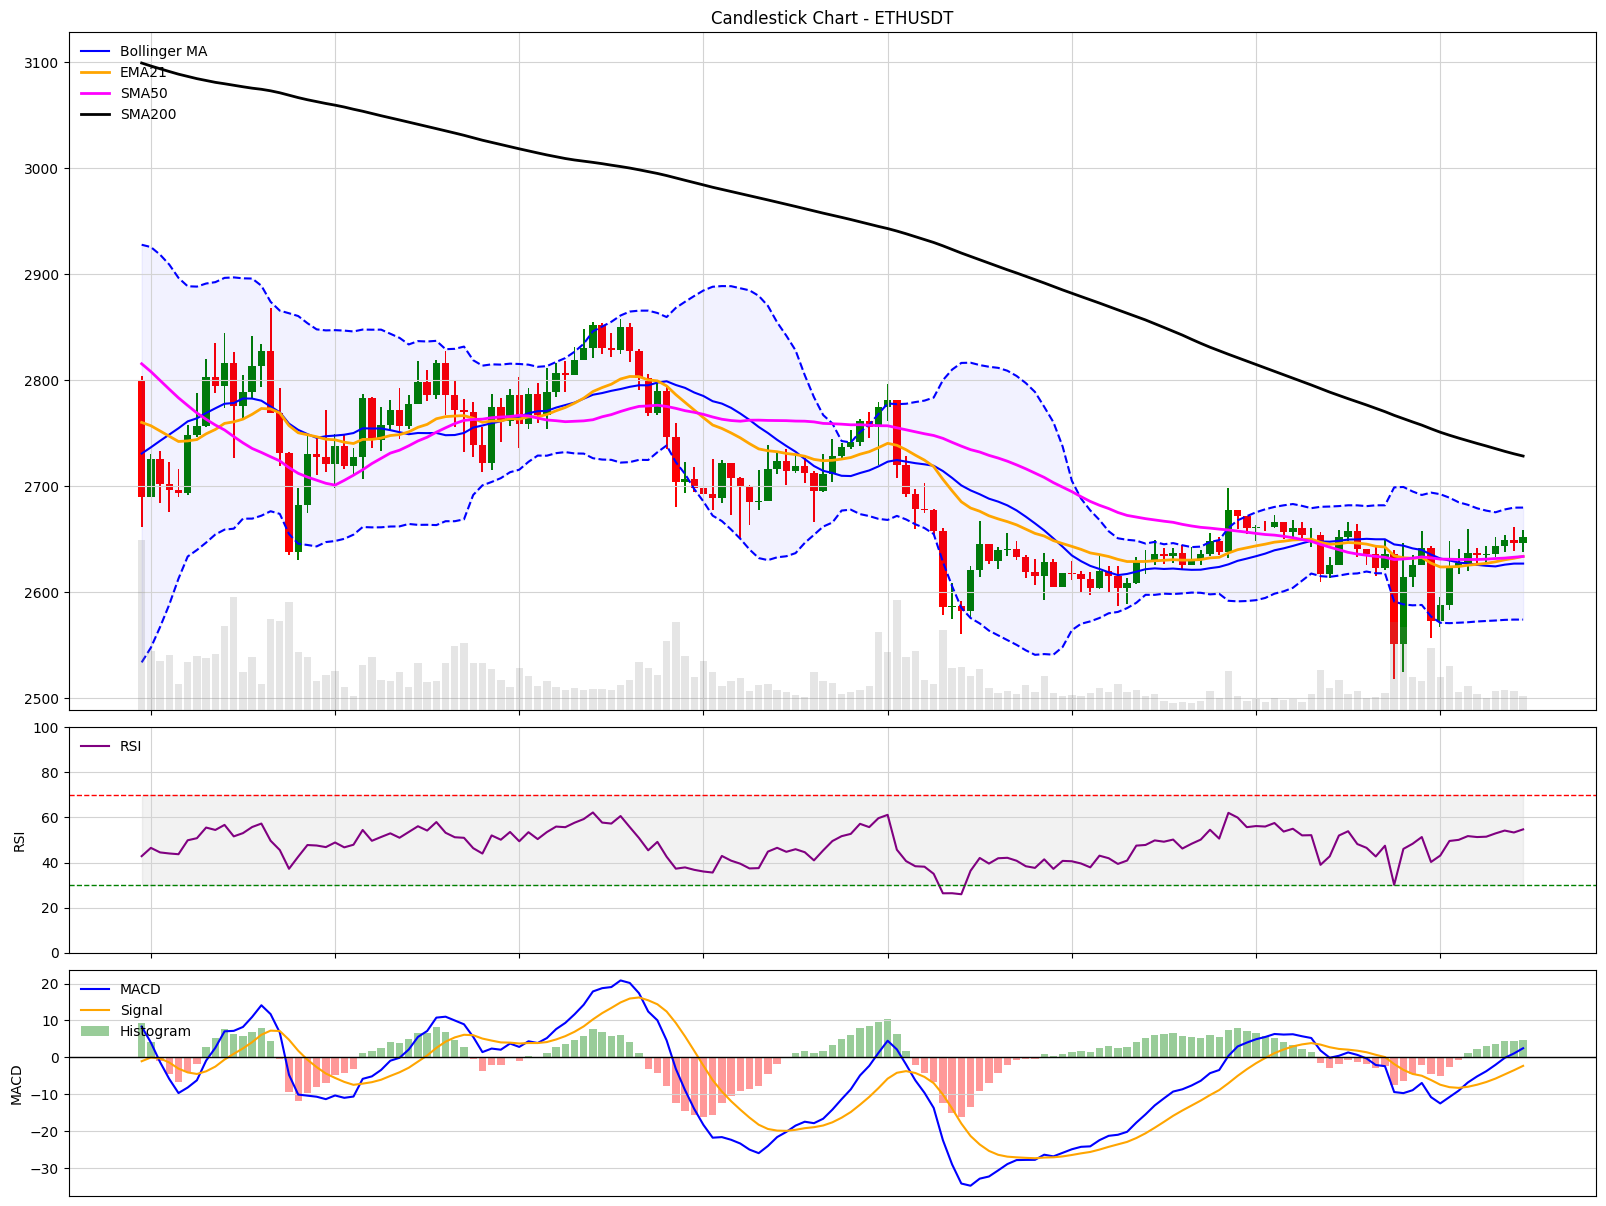 Candlestick Chart - ETHUSDT
Bollinger MA
EMA21
SMA50
SMA200
3100
3000
2900
2800
2700
2600
2500
RSI
100
80
60
40
20
0
RSI
MACD
Signal
Histogram
20
10
0
−10
−20
−30
MACD